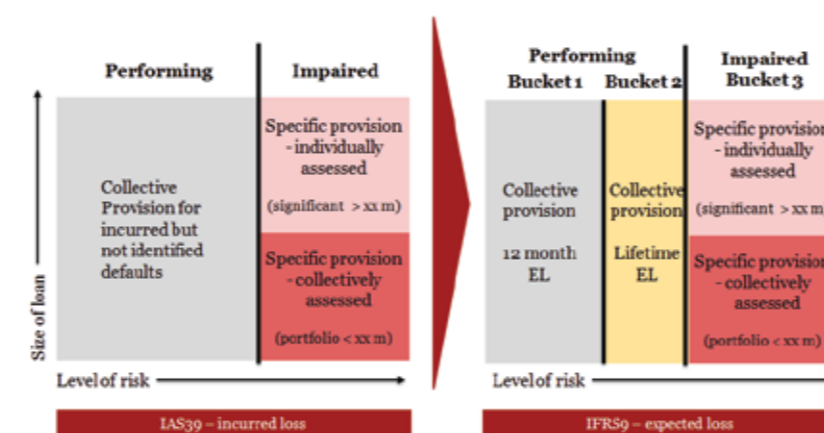 Performing
Impaired
Collective
Provision for
incurred but
not identified
defaults
Specific provision
- individually
assessed
(significant > xx m)
Specific provision
- collectively
assessed
(portfolio < xx m)
Size of loan
Level of risk
IAS39 – incurred loss
Performing
Bucket 1 Bucket 2
Impaired
Bucket 3
Collective
provision
12 month
EL
Collective
provision
Lifetime
EL
Specific provision
- individually
assessed
(significant > xx m
Specific provision
- collectively
assessed
(portfolio < xx m)
Level of risk
IFRS9 – expected loss